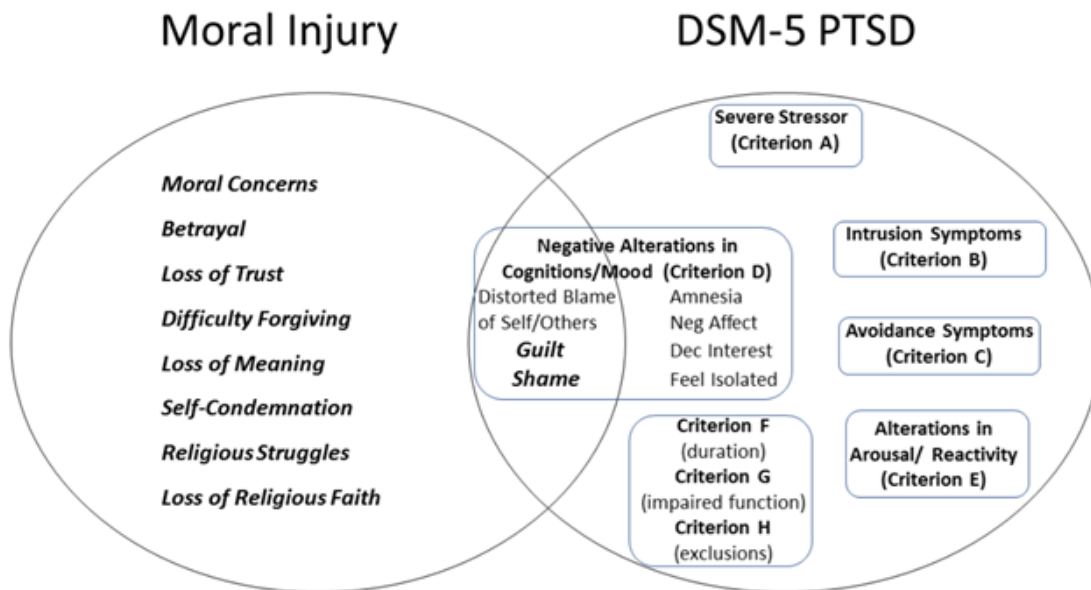 Moral Injury
DSM-5 PTSD
Moral Concerns
Betrayal
Loss of Trust
Difficulty Forgiving
Loss of Meaning
Self-Condemnation
Religious Struggles
Loss of Religious Faith
Negative Alterations in
Cognitions/Mood (Criterion D)
Distorted Blame
of Self/Others
Guilt
Shame
Amnesia
Neg Affect
Dec Interest
Feel Isolated
Severe Stressor
(Criterion A)
Intrusion Symptoms
(Criterion B)
Avoidance Symptoms
(Criterion C)
Alterations in
Arousal/ Reactivity
(Criterion E)
Criterion F
(duration)
Criterion G
(impaired function)
Criterion H
(exclusions)